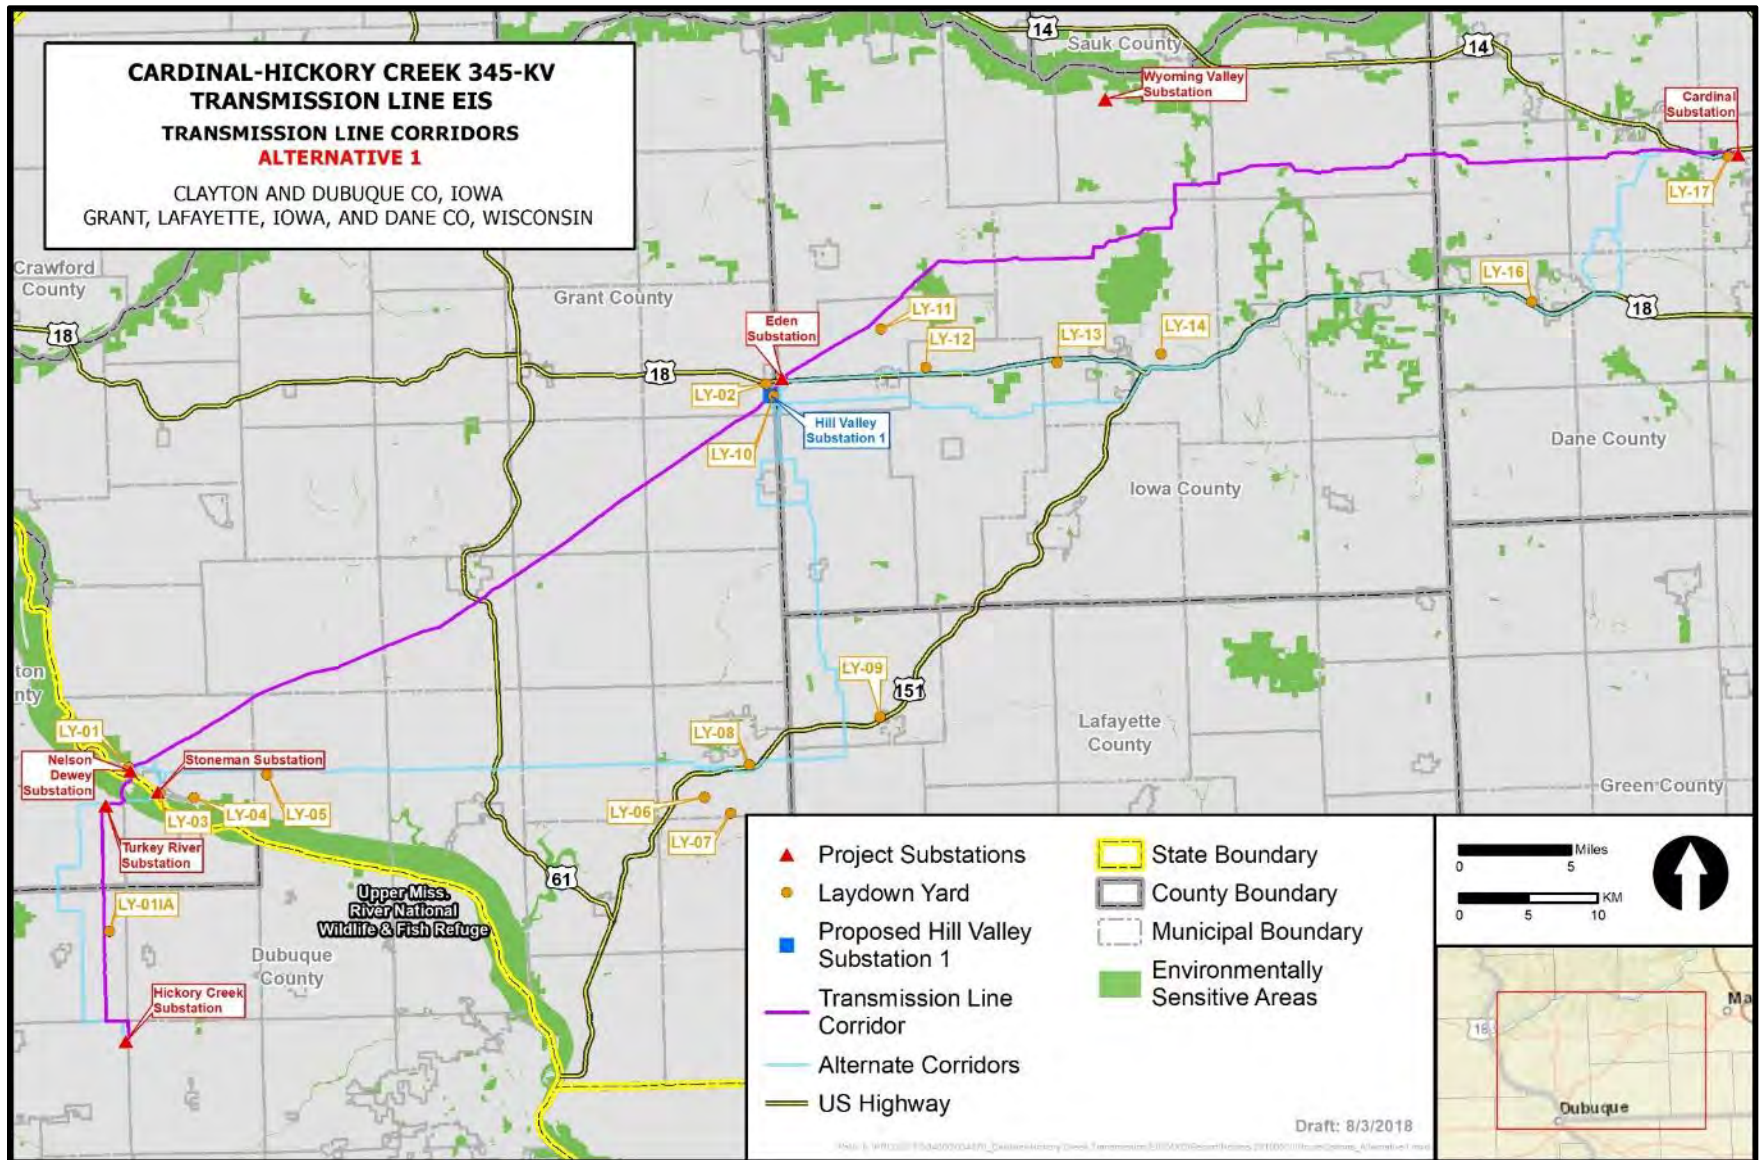 CARDINAL-HICKORY CREEK 345-KV
TRANSMISSION LINE EIS
TRANSMISSION LINE CORRIDORS
ALTERNATIVE 1
CLAYTON AND DUBUQUE CO, IOWA
GRANT, LAFAYETTE, IOWA, AND DANE CO, WISCONSIN
14
Sauk County
14
Wyoming Valley
Substation
Cardinal
Substation
LY-17
Crawford
County
Grant County
18
LY-11
Eden
Substation
LY-12
LY-13
LY-14
LY-16
18
18
LY-02
Hill Valley
Substation 1
LY-10
Dane County
Iowa County
ton
nty
LY-09
151
LY-01
LY-08
Lafayette
County
Nelson
Dewey
Substation
Stoneman Substation
Green County
LY-03
LY-04
LY-05
LY-06
LY-07
Turkey River
Substation
61
Upper Miss.
River National
Wildlife & Fish Refuge
LY-01IA
Dubuque
County
Hickory Creek
Substation
Project Substations
Laydown Yard
Proposed Hill Valley
Substation 1
Transmission Line
Corridor
Alternate Corridors
US Highway
State Boundary
County Boundary
Municipal Boundary
Environmentally
Sensitive Areas
Draft: 8/3/2018
0 5 Miles
0 5 10 KM
18
Ma
Dubuque